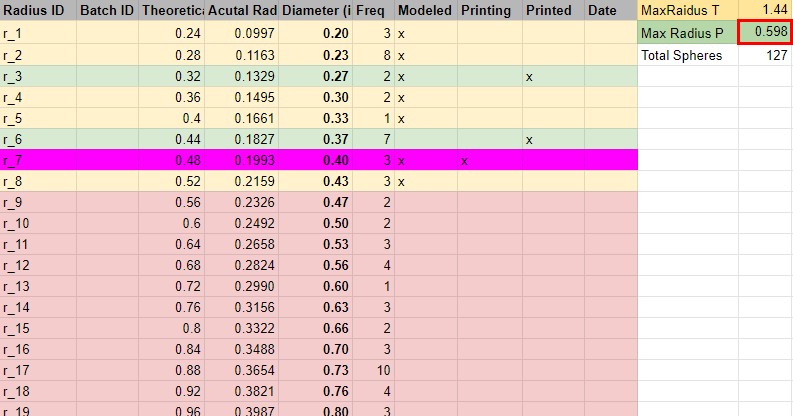 Radius ID Batch ID Theoretica Acutal Rad Diameter (i Freq Modeled Printing Printed Date MaxRaidus T 1.44
r_1 0.24 0.0997 0.20 3 x Max Radius P 0.598
r_2 0.28 0.1163 0.23 8 x Total Spheres 127
r_3 0.32 0.1329 0.27 2 x x
r_4 0.36 0.1495 0.30 2 x
r_5 0.4 0.1661 0.33 1 x
r_6 0.44 0.1827 0.37 7 x
r_7 0.48 0.1993 0.40 3 x x
r_8 0.52 0.2159 0.43 3 x
r_9 0.56 0.2326 0.47 2
r_10 0.6 0.2492 0.50 2
r_11 0.64 0.2658 0.53 3
r_12 0.68 0.2824 0.56 4
r_13 0.72 0.2990 0.60 1
r_14 0.76 0.3156 0.63 3
r_15 0.8 0.3322 0.66 2
r_16 0.84 0.3488 0.70 3
r_17 0.88 0.3654 0.73 10
r_18 0.92 0.3821 0.76 4
r_19 0.96 0.3987 0.80 3